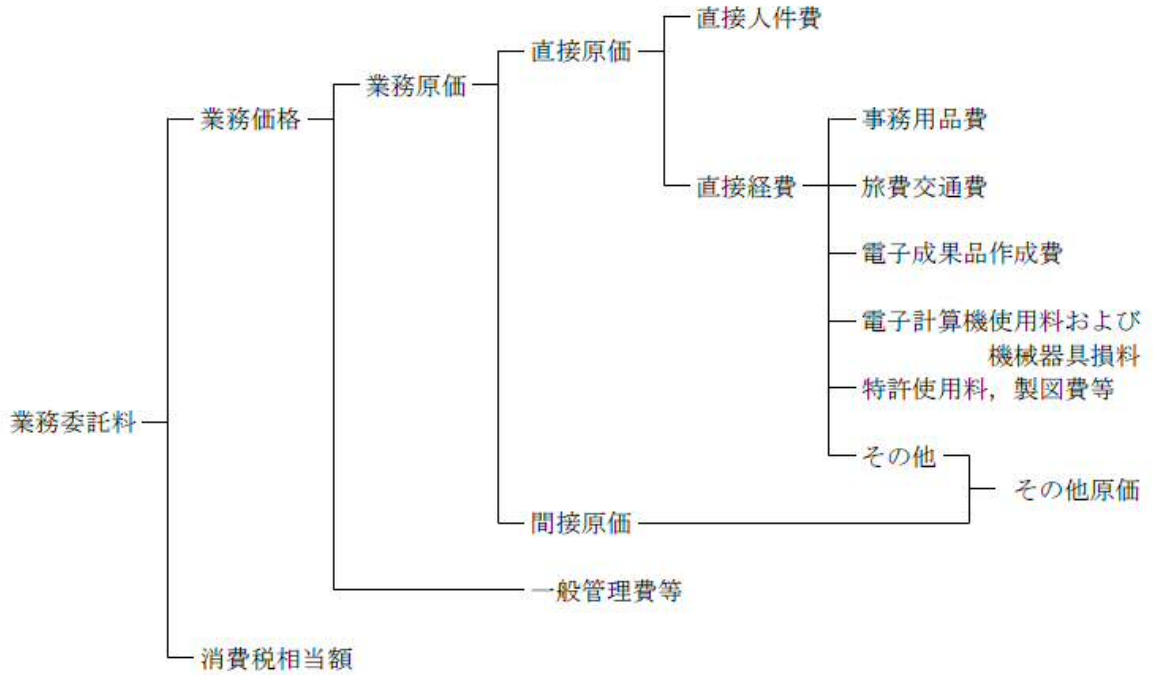 直接人件費
直接原価
業務原価
業務価格
事務用品費
直接経費
旅費交通費
電子成果品作成費
電子計算機使用料および
機械器具損料
特許使用料，製図費等
業務委託料
その他
その他原価
間接原価
一般管理費等
消費税相当額